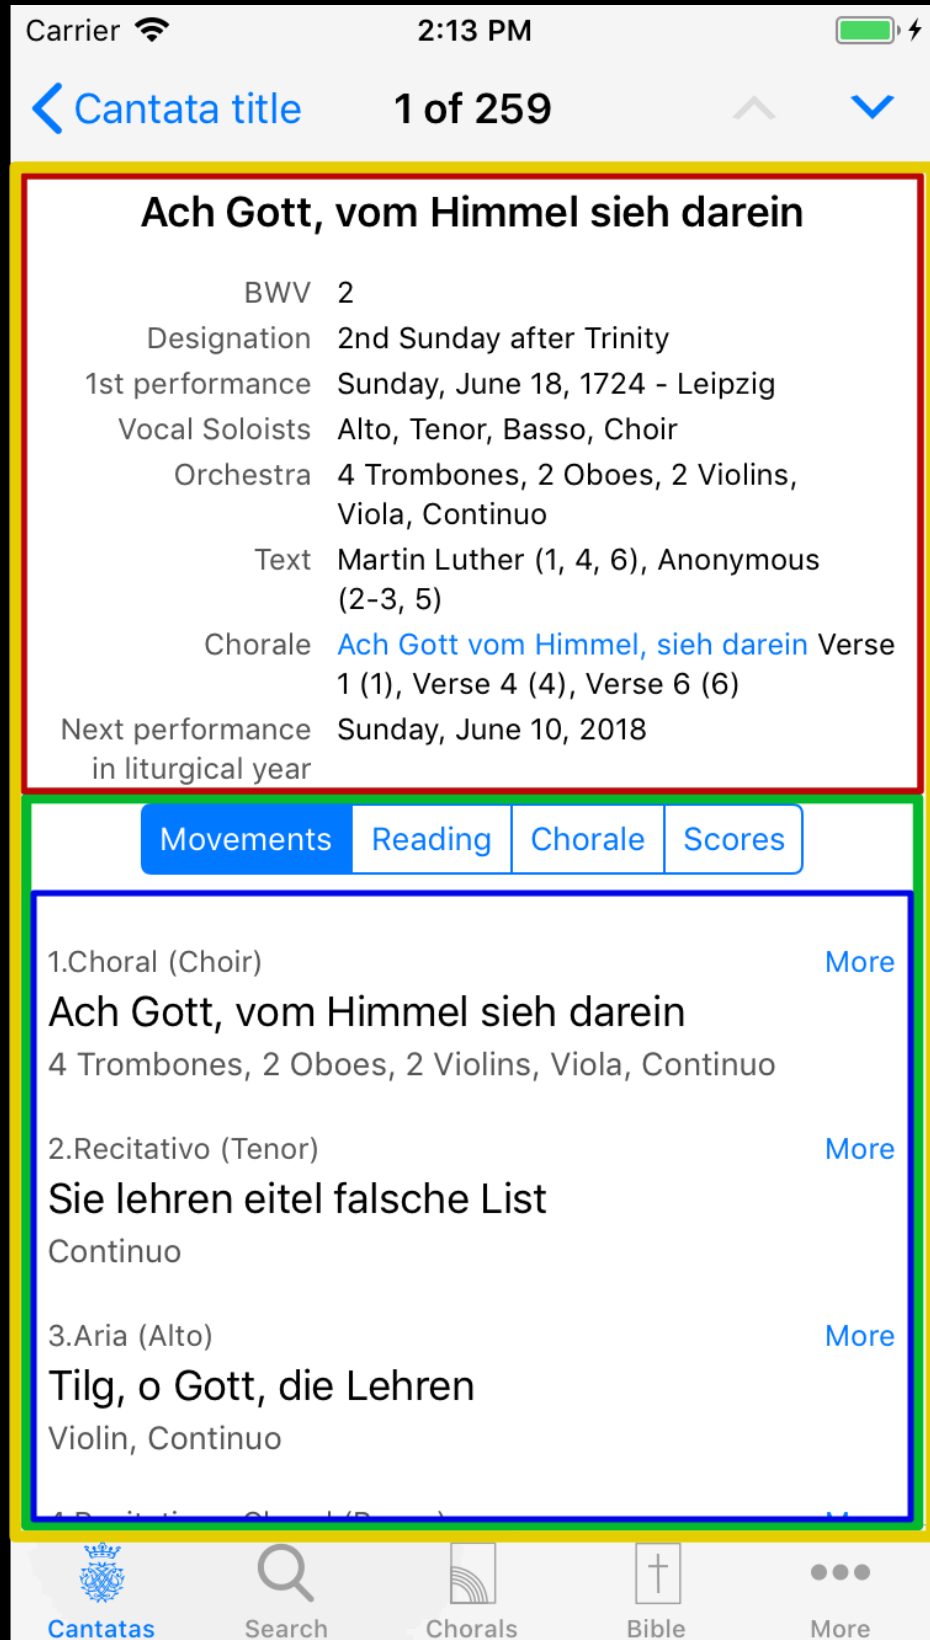 Carrier 2:13 PM
Cantata title 1 of 259
Ach Gott, vom Himmel sieh darein
BWV 2
Designation 2nd Sunday after Trinity
1st performance Sunday, June 18, 1724 - Leipzig
Vocal Soloists Alto, Tenor, Basso, Choir
Orchestra 4 Trombones, 2 Oboes, 2 Violins,
Viola, Continuo
Text Martin Luther (1, 4, 6), Anonymous
(2-3, 5)
Chorale Ach Gott vom Himmel, sieh darein Verse
1 (1), Verse 4 (4), Verse 6 (6)
Next performance Sunday, June 10, 2018
in liturgical year
Movements Reading Chorale Scores
1.Choral (Choir) More
Ach Gott, vom Himmel sieh darein
4 Trombones, 2 Oboes, 2 Violins, Viola, Continuo
2.Recitativo (Tenor) More
Sie lehren eitel falsche List
Continuo
3.Aria (Alto) More
Tilg, o Gott, die Lehren
Violin, Continuo
Cantatas Search Chorals Bible More